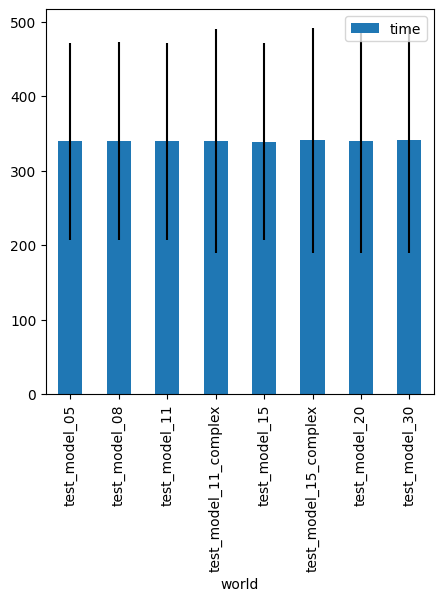 time
500
400
300
200
100
0
test_model_05
test_model_08
test_model_11
test_model_11_complex
test_model_15
test_model_15_complex
test_model_20
test_model_30
world